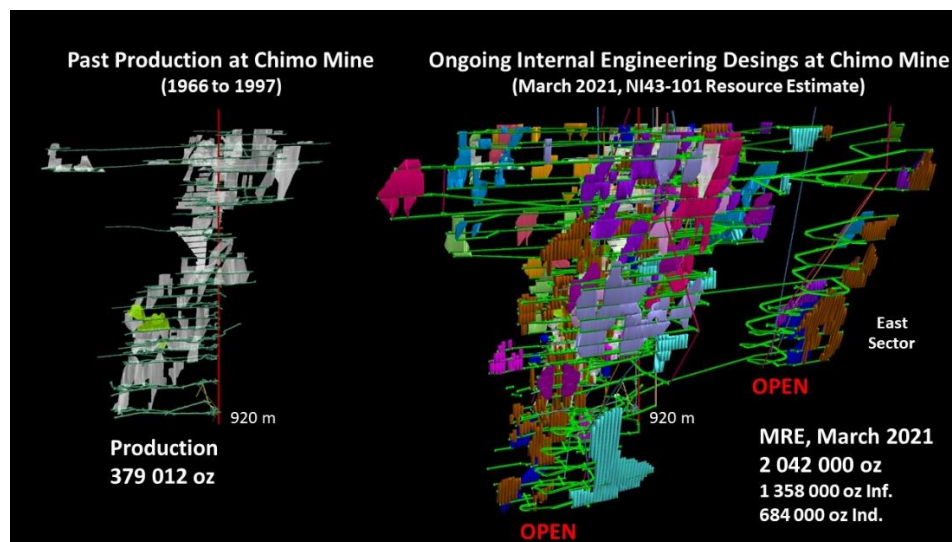 Past Production at Chimo Mine
(1966 to 1997)
Ongoing Internal Engineering Desings at Chimo Mine
(March 2021, NI43-101 Resource Estimate)
East
Sector
OPEN
920 m
920 m
Production
379 012 oz
MRE, March 2021
2 042 000 oz
1 358 000 oz Inf.
684 000 oz Ind.
OPEN